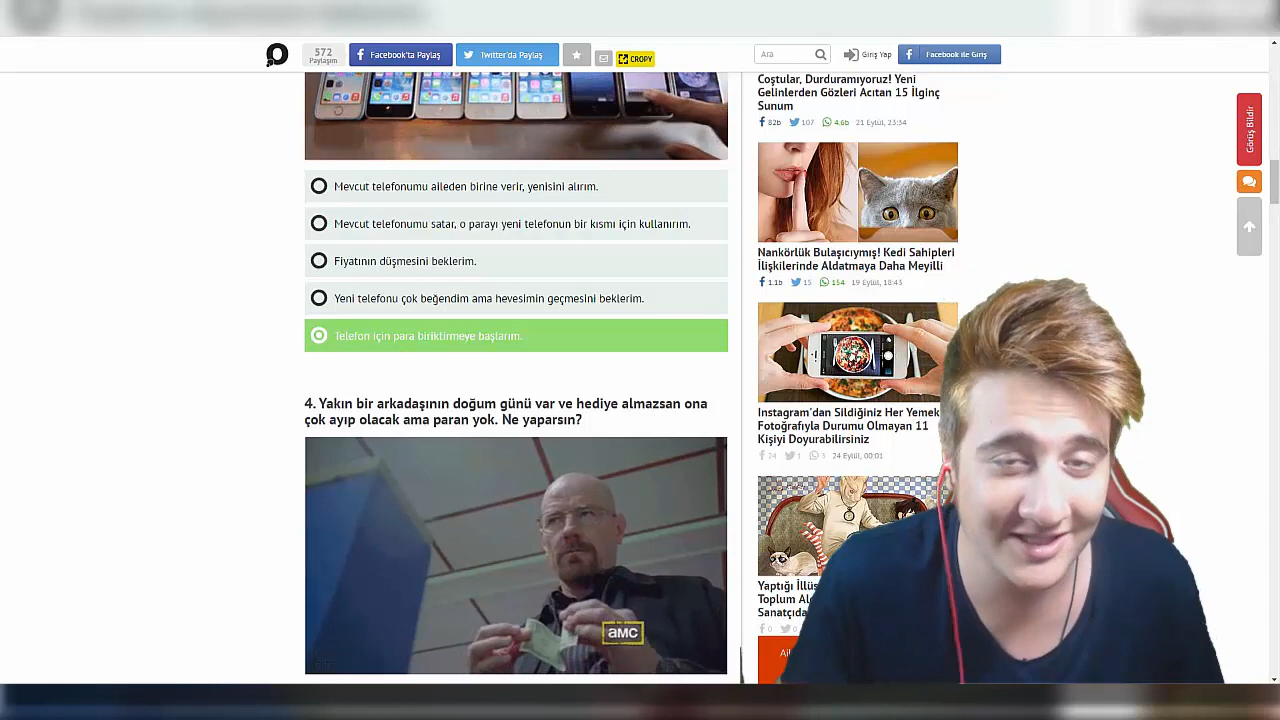 572
Paylaşım
Facebook'ta Paylaş
Twitter'da Paylaş
CROPY
Ara
Giriş Yap
Facebook ile Giriş
Mevcut telefonumu aileden birine verir, yenisini alırım.
Mevcut telefonumu satar, o parayı yeni telefonun bir kısmı için kullanırım.
Fiyatının düşmesini beklerim.
Yeni telefonu çok beğendim ama hevesimin geçmesini beklerim.
Telefon için para biriktirmeye başlarım.
4. Yakın bir arkadaşının doğum günü var ve hediye almazsan ona
çok ayıp olacak ama paran yok. Ne yaparsın?
amc
Coştular, Durduramıyoruz! Yeni
Gelinlerden Gözleri Acıtan 15 İlginç
Sunum
82b 107 4.6b 21 Eylül, 23:34
Nankörlük Bulaşıcıymış! Kedi Sahipleri
İlişkilerinde Aldatmaya Daha Meyilli
1.1b 15 154 19 Eylül, 18:43
Instagram'dan Sildiğiniz Her Yemek
Fotoğrafıyla Durumu Olmayan 11
Kişiyi Doyurabilirsiniz
24 1 3 24 Eylül, 00:01
Yaptığı İllüs
Toplum Al
Sanatçıda
0 0
Görüş Bildir